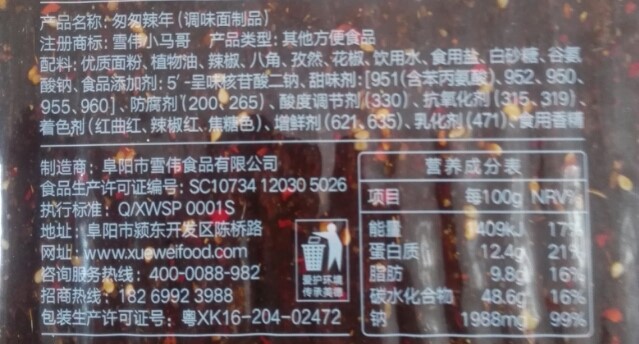 产品名称:匆匆辣年(调味面制品)
注册商标:雪伟小马哥 产品类型:其他方便食品
配料:优质面粉、植物油、辣椒、八角、孜然、花椒、饮用水、食用盐、白砂糖、谷氨
酸钠、食品添加剂:5′-呈味核苷酸二钠、甜味剂:[951(含苯丙氨酸)、952、950、
955、960]、防腐剂(200、265)、酸度调节剂(330)、抗氧化剂(315、319)、
着色剂(红曲红、辣椒红、焦糖色)、增鲜剂(621、635)、乳化剂(471)、食用香精
制造商:阜阳市雪伟食品有限公司
食品生产许可证编号:SC10734 12030 5026
执行标准:Q/XWSP 0001S
地址:阜阳市颍东开发区陈桥路
网址:www.xueweifood.com
咨询服务热线:400-0088-982
招商热线:182 6992 3988
包装生产许可证号:粤XK16-204-02472
爱护环境
传承美德
营养成分表
项目 每100g NRV%
能量 1409kJ 17%
蛋白质 12.4g 21%
脂肪 9.8g 16%
碳水化合物 48.6g 16%
钠 1988mg 99%